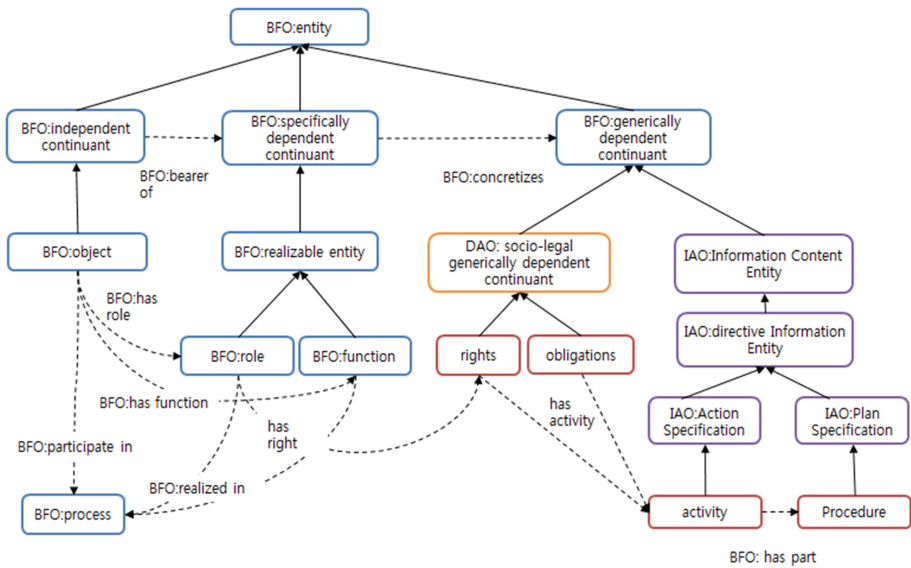 BFO:entity
BFO:independent
continuant
BFO:specifically
dependent
continuant
BFO:generically
dependent
continuant
BFO:bearer
of
BFO:concretizes
BFO:object
BFO:realizable entity
DAO: socio-legal
generically dependent
continuant
IAO:Information Content
Entity
BFO:has
role
IAO:directive Information
Entity
BFO:role
BFO:function
rights
obligations
BFO:has function
has
right
has
activity
IAO:Action
Specification
IAO:Plan
Specification
BFO:participate in
BFO:realized in
BFO:process
activity
Procedure
BFO: has part